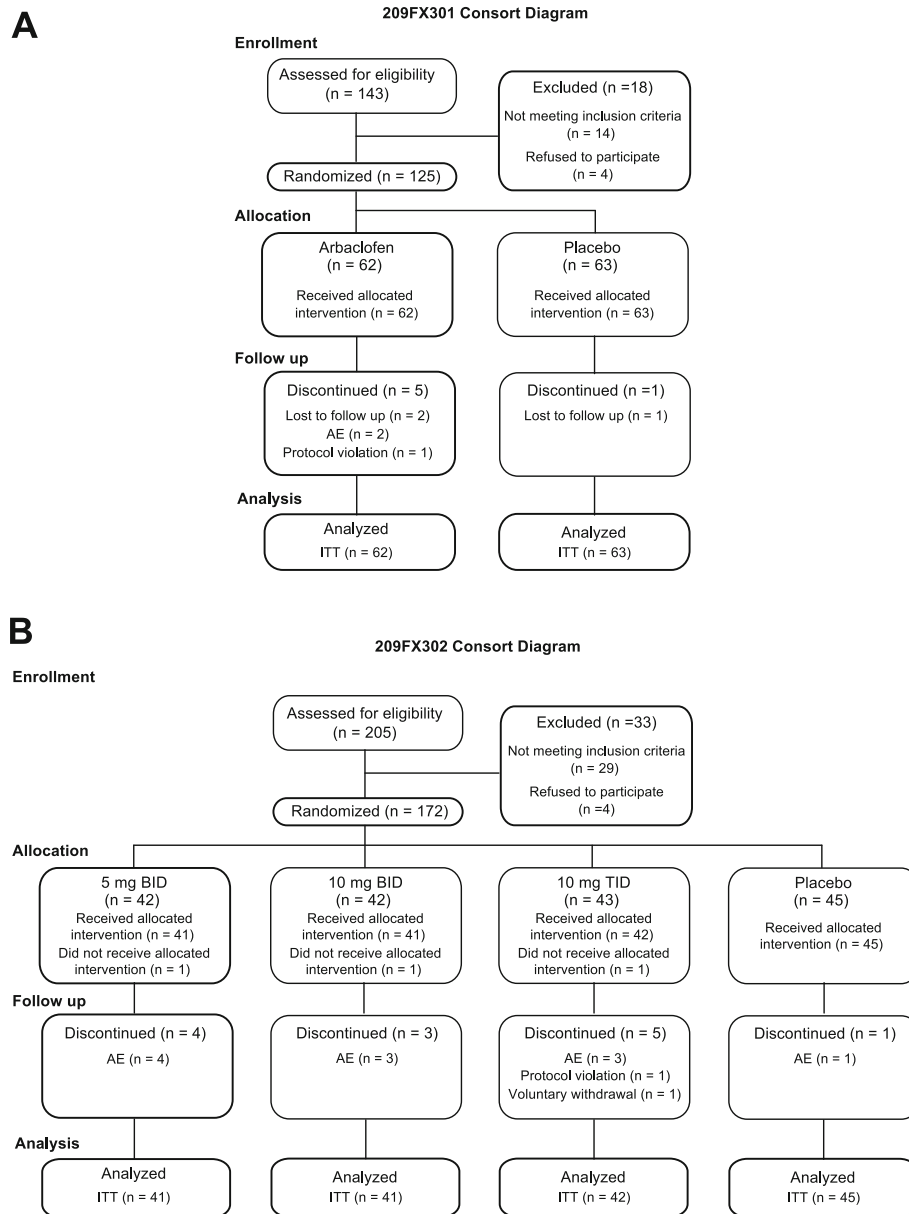 A
209FX301 Consort Diagram
Enrollment
Assessed for eligibility
(n = 143)
Excluded (n =18)
Not meeting inclusion criteria
(n = 14)
Refused to participate
(n = 4)
Randomized (n = 125)
Allocation
Arbaclofen
(n = 62)
Received allocated
intervention (n = 62)
Placebo
(n = 63)
Received allocated
intervention (n = 63)
Follow up
Discontinued (n = 5)
Lost to follow up (n = 2)
AE (n = 2)
Protocol violation (n = 1)
Discontinued (n =1)
Lost to follow up (n = 1)
Analysis
Analyzed
ITT (n = 62)
Analyzed
ITT (n = 63)
B
209FX302 Consort Diagram
Enrollment
Assessed for eligibility
(n = 205)
Excluded (n =33)
Not meeting inclusion criteria
(n = 29)
Refused to participate
(n =4)
Randomized (n = 172)
Allocation
5 mg BID
(n = 42)
Received allocated
intervention (n = 41)
Did not receive allocated
intervention (n = 1)
10 mg BID
(n = 42)
Received allocated
intervention (n = 41)
Did not receive allocated
intervention (n = 1)
10 mg TID
(n = 43)
Received allocated
intervention (n = 42)
Did not receive allocated
intervention (n = 1)
Placebo
(n = 45)
Received allocated
intervention (n = 45)
Follow up
Discontinued (n = 4)
AE (n = 4)
Discontinued (n = 3)
AE (n = 3)
Discontinued (n = 5)
AE (n = 3)
Protocol violation (n = 1)
Voluntary withdrawal (n = 1)
Discontinued (n = 1)
AE (n = 1)
Analysis
Analyzed
ITT (n = 41)
Analyzed
ITT (n = 41)
Analyzed
ITT (n = 42)
Analyzed
ITT (n = 45)